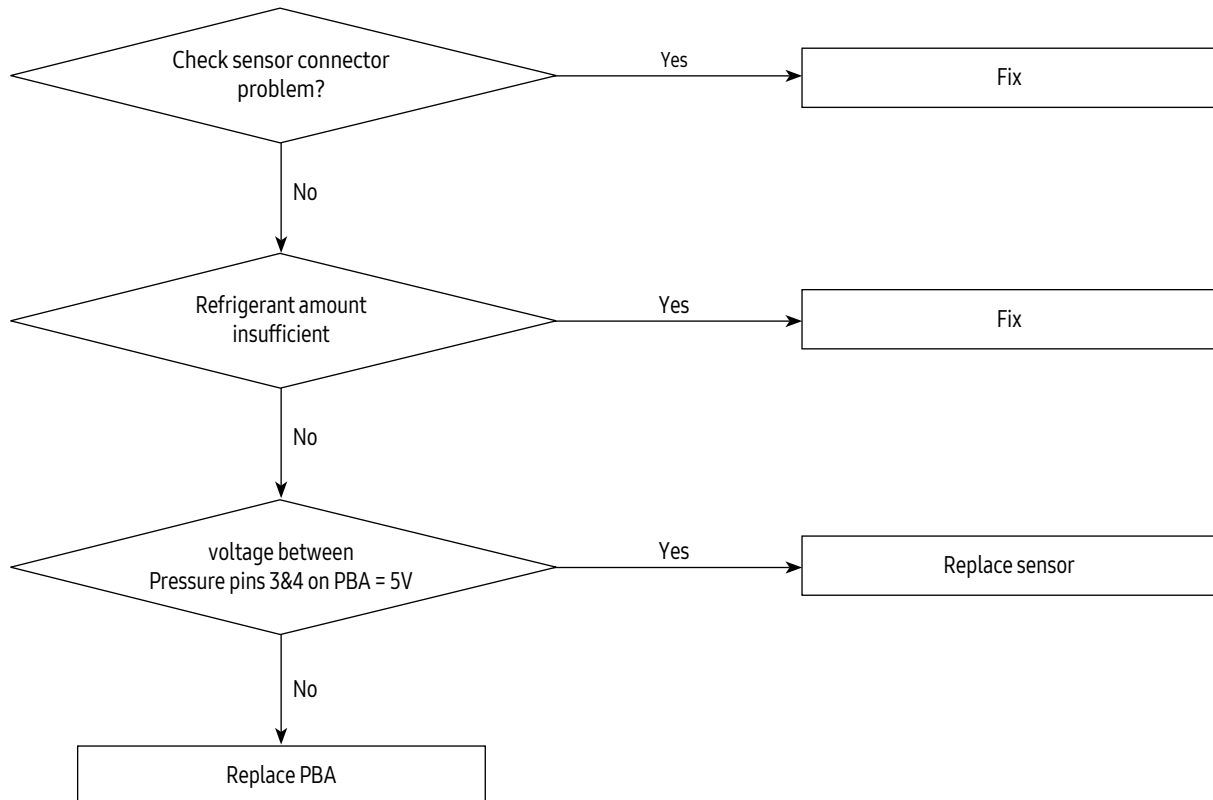 Check sensor connector
problem?
Yes
Fix
No
Refrigerant amount
insufficient
Yes
Fix
No
voltage between
Pressure pins 3&4 on PBA = 5V
Yes
Replace sensor
No
Replace PBA